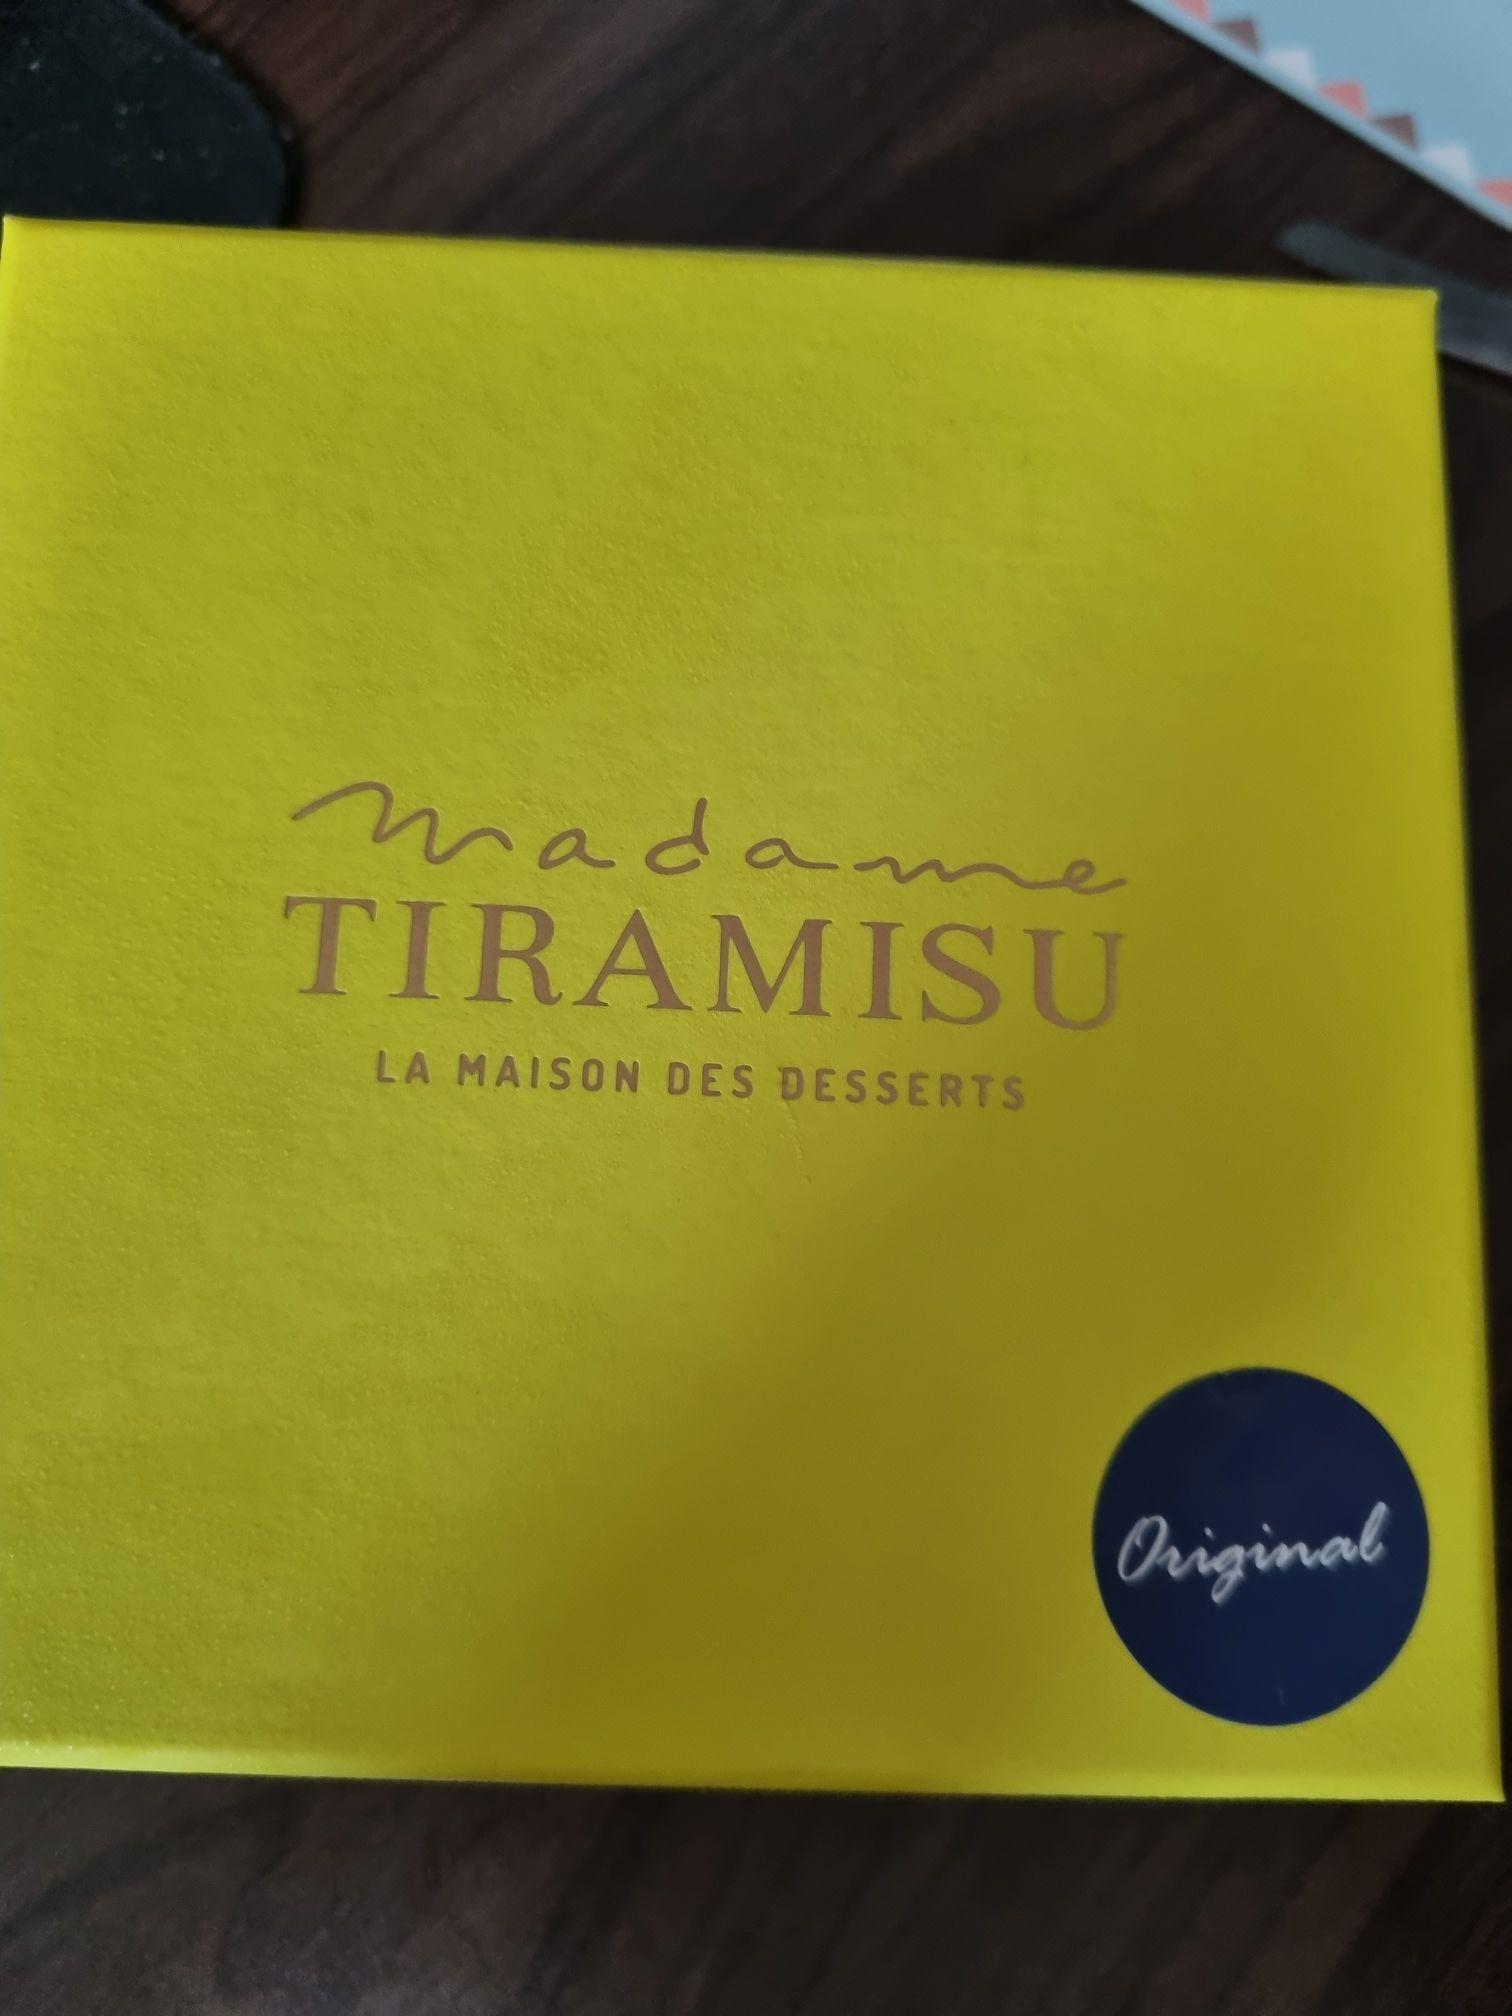 madame
TIRAMISU
LA MAISON DES DESSERTS
Original